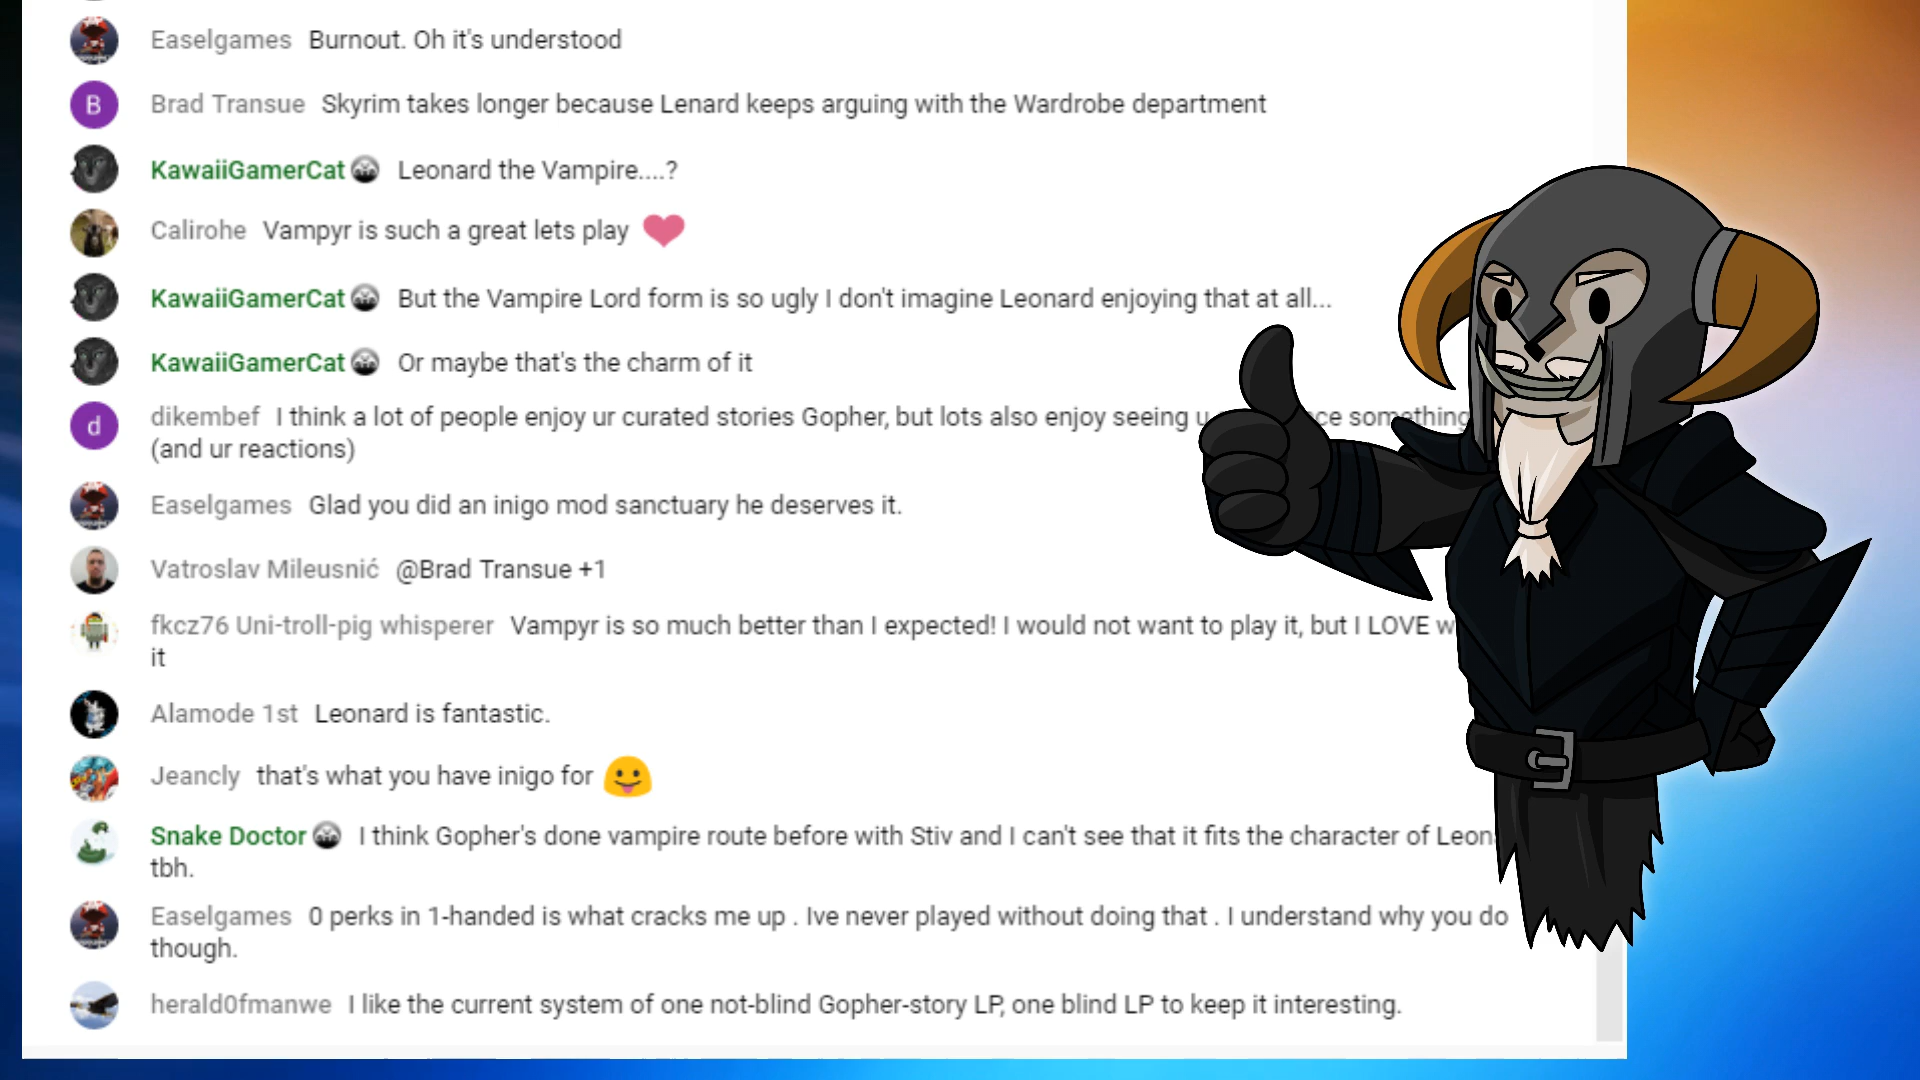 Easelgames Burnout. Oh it's understood
B Brad Transue Skyrim takes longer because Lenard keeps arguing with the Wardrobe department
KawaiiGamerCat Leonard the Vampire....?
Calirohe Vampyr is such a great lets play
KawaiiGamerCat But the Vampire Lord form is so ugly I don't imagine Leonard enjoying that at all...
KawaiiGamerCat Or maybe that's the charm of it
d dikembef I think a lot of people enjoy ur curated stories Gopher, but lots also enjoy seeing something
(and ur reactions)
Easelgames Glad you did an inigo mod sanctuary he deserves it.
Vatroslav Mileusnić @Brad Transue +1
fkcz76 Uni-troll-pig whisperer Vampyr is so much better than I expected! I would not want to play it, but I LOVE
it
Alamode 1st Leonard is fantastic.
Jeancly that's what you have inigo for
Snake Doctor I think Gopher's done vampire route before with Stiv and I can't see that it fits the character of
tbh.
Easelgames 0 perks in 1-handed is what cracks me up . Ive never played without doing that . I understand why you do
though.
herald0fmanwe I like the current system of one not-blind Gopher-story LP, one blind LP to keep it interesting.